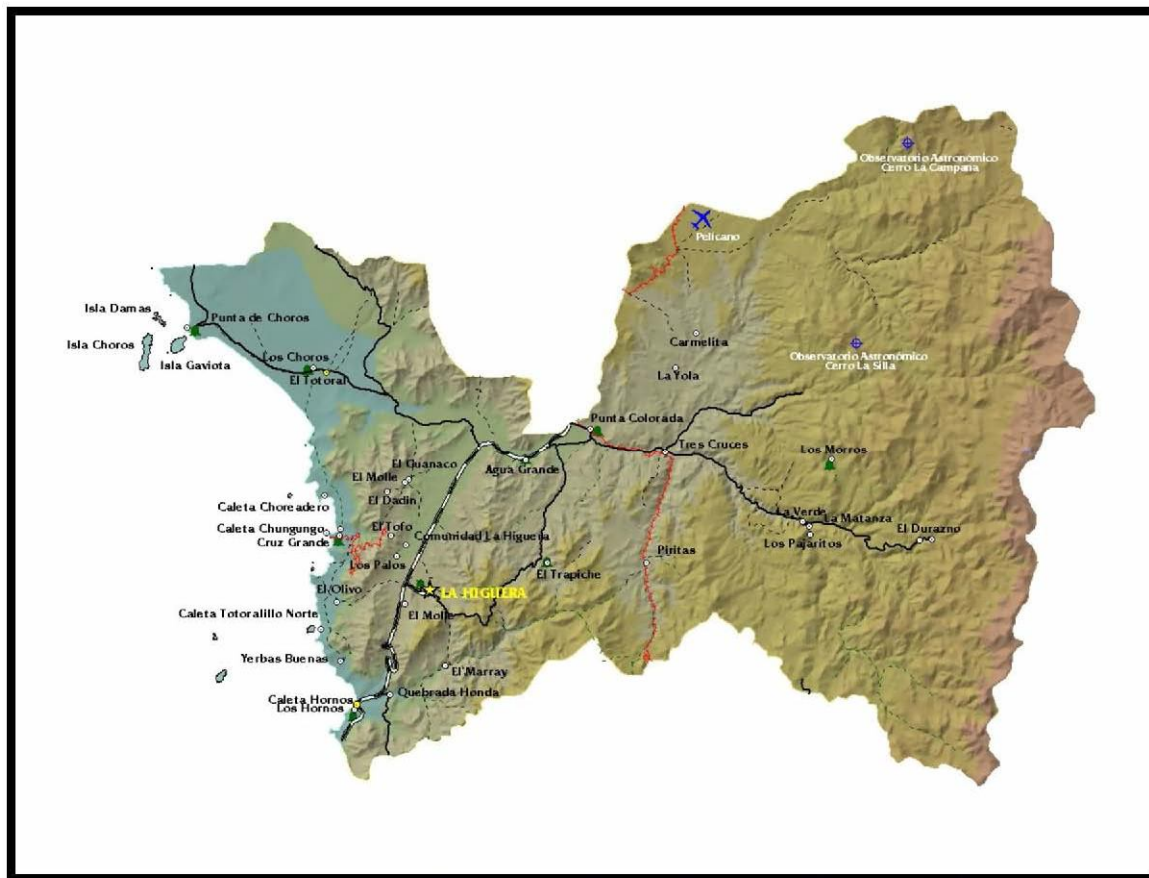 Observatorio Astronómico
Cerro La Campana
Pelicano
Isla Damas
Punta de Choros
Isla Choros
Isla Gaviota
Los Choros
El Totoral
Carmelita
La Yola
Observatorio Astronómico
Cerro La Silla
Punta Colorada
Tres Cruces
Los Morros
Agua Grande
El Guanaco
El Molle
El Dadin
Caleta Choreadero
Caleta Chungungo
Cruz Grande
El Tofo
Comunidad La Higuera
Los Palos
La Verde
La Matanza
Los Pajaritos
El Durazno
Piritas
El Trapiche
El Olivo
LA HIGUERA
Caleta Totoralillo Norte
El Molle
Yerbas Buenas
El Marray
Caleta Hornos
Quebrada Honda
Los Hornos